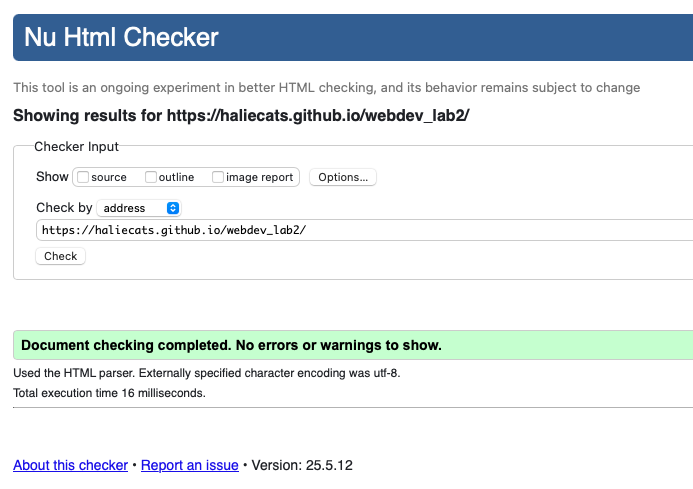 Nu Html Checker
This tool is an ongoing experiment in better HTML checking, and its behavior remains subject to change
Showing results for https://haliecats.github.io/webdev_lab2/
Checker Input
Show source outline image report Options...
Check by address
https://haliecats.github.io/webdev_lab2/
Check
Document checking completed. No errors or warnings to show.
Used the HTML parser. Externally specified character encoding was utf-8.
Total execution time 16 milliseconds.
About this checker • Report an issue • Version: 25.5.12